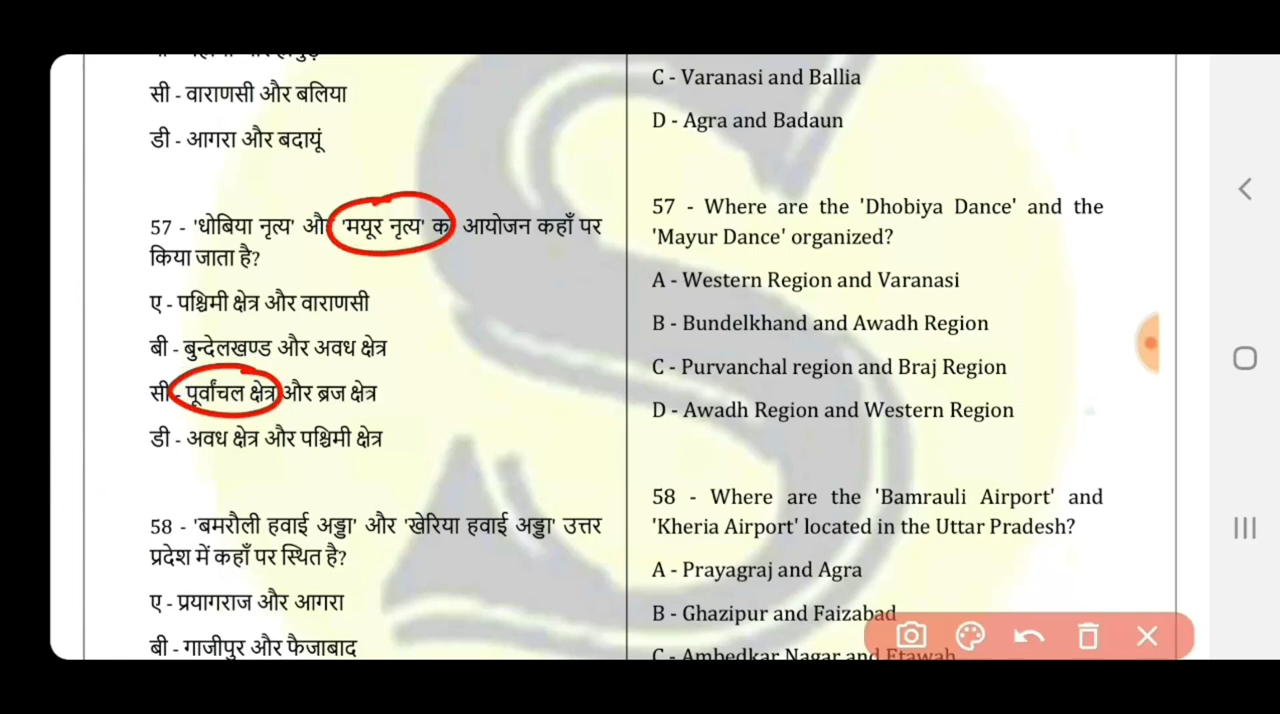 सी - वाराणसी और बलिया
डी - आगरा और बदायूं
57 - 'धोबिया नृत्य' और 'मयूर नृत्य' का आयोजन कहाँ पर
किया जाता है?
ए - पश्चिमी क्षेत्र और वाराणसी
बी - बुन्देलखण्ड और अवध क्षेत्र
सी - पूर्वांचल क्षेत्र और ब्रज क्षेत्र
डी - अवध क्षेत्र और पश्चिमी क्षेत्र
58 - 'बमरौली हवाई अड्डा' और 'खेरिया हवाई अड्डा' उत्तर
प्रदेश में कहाँ पर स्थित है?
ए - प्रयागराज और आगरा
बी - गाजीपुर और फैजाबाद
C - Varanasi and Ballia
D - Agra and Badaun
57 - Where are the 'Dhobiya Dance' and the
'Mayur Dance' organized?
A - Western Region and Varanasi
B - Bundelkhand and Awadh Region
C - Purvanchal region and Braj Region
D - Awadh Region and Western Region
58 - Where are the 'Bamrauli Airport' and
'Kheria Airport' located in the Uttar Pradesh?
A - Prayagraj and Agra
B - Ghazipur and Faizabad
C - Ambedkar Nagar and Etawah